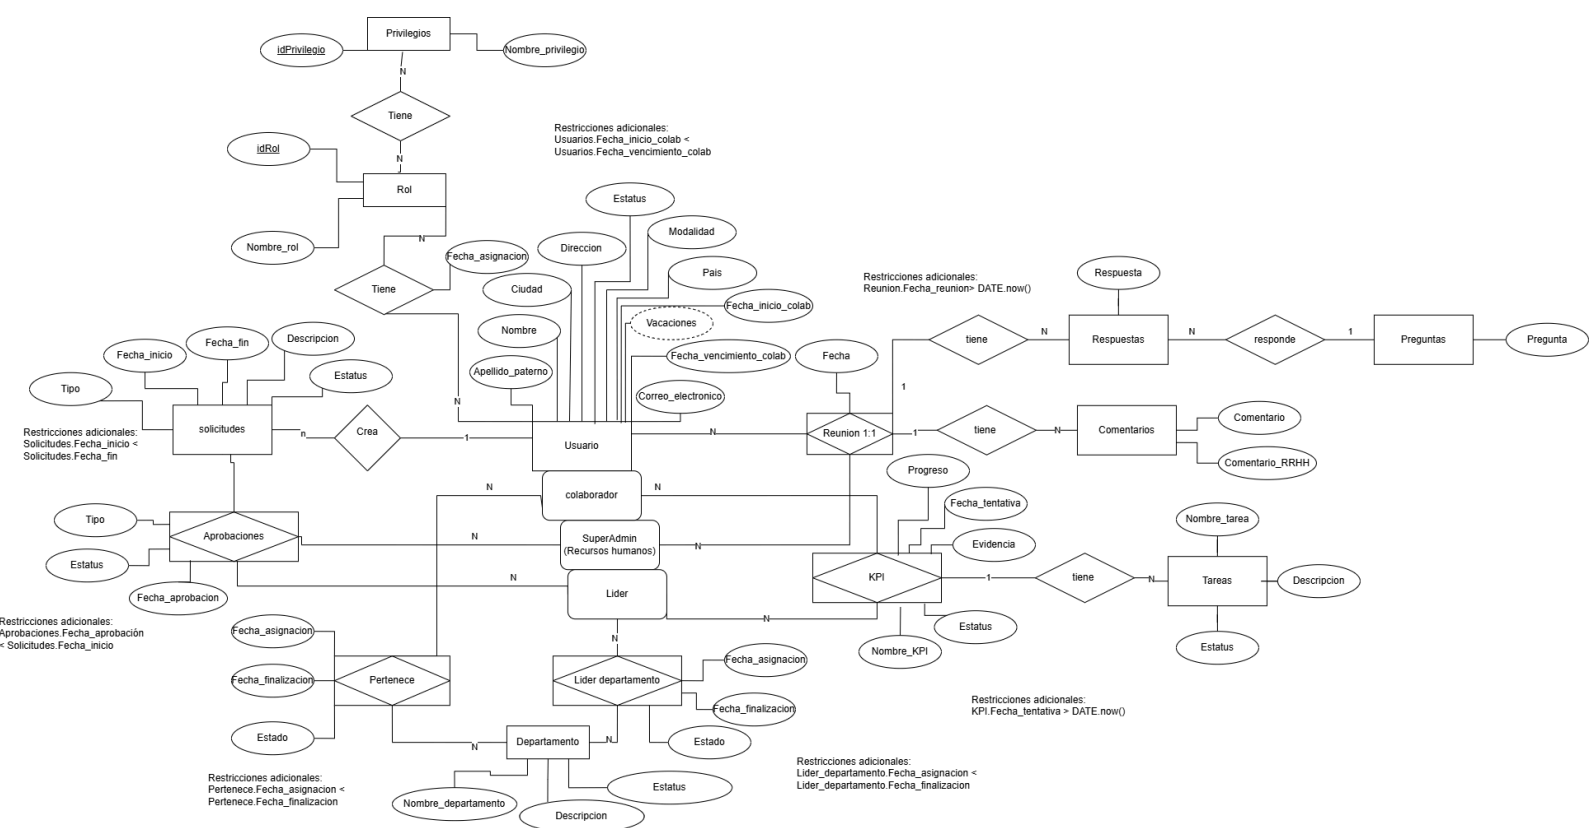 Privilegios
idPrivilegio
Nombre_privilegio
N
Tiene
N
idRol
Rol
Nombre_rol
N
Tiene
Fecha_asignacion
N
Restricciones adicionales:
Usuarios.Fecha_inicio_colab <
Usuarios.Fecha_vencimiento_colab
Estatus
Modalidad
Direccion
Pais
Ciudad
Fecha_inicio_colab
Vacaciones
Nombre
Fecha_vencimiento_colab
Apellido_paterno
Correo_electronico
Usuario
Fecha_inicio
Fecha_fin
Descripcion
Estatus
Tipo
solicitudes
Restricciones adicionales:
Solicitudes.Fecha_inicio <
Solicitudes.Fecha_fin
n
Crea
1
Restricciones adicionales:
Reunion.Fecha_reunion> DATE.now()
Fecha
Reunion 1:1
N
1
tiene
N
Respuesta
Respuestas
N
responde
1
Preguntas
Pregunta
1
tiene
N
Comentarios
Comentario
Comentario_RRHH
colaborador
N
N
SuperAdmin
(Recursos humanos)
N
N
Lider
N
N
N
Tipo
Estatus
Aprobaciones
Fecha_aprobacion
Restricciones adicionales:
Aprobaciones.Fecha_aprobación
< Solicitudes.Fecha_inicio
Progreso
Fecha_tentativa
Evidencia
KPI
Nombre_KPI
Estatus
1
tiene
N
Nombre_tarea
Tareas
Descripcion
Estatus
Restricciones adicionales:
KPI.Fecha_tentativa > DATE.now()
Fecha_asignacion
Fecha_finalizacion
Estado
Pertenece
N
Departamento
N
Lider departamento
Fecha_asignacion
Fecha_finalizacion
Estado
Nombre_departamento
Descripcion
Estatus
Restricciones adicionales:
Pertenece.Fecha_asignacion <
Pertenece.Fecha_finalizacion
Restricciones adicionales:
Lider_departamento.Fecha_asignacion <
Lider_departamento.Fecha_finalizacion